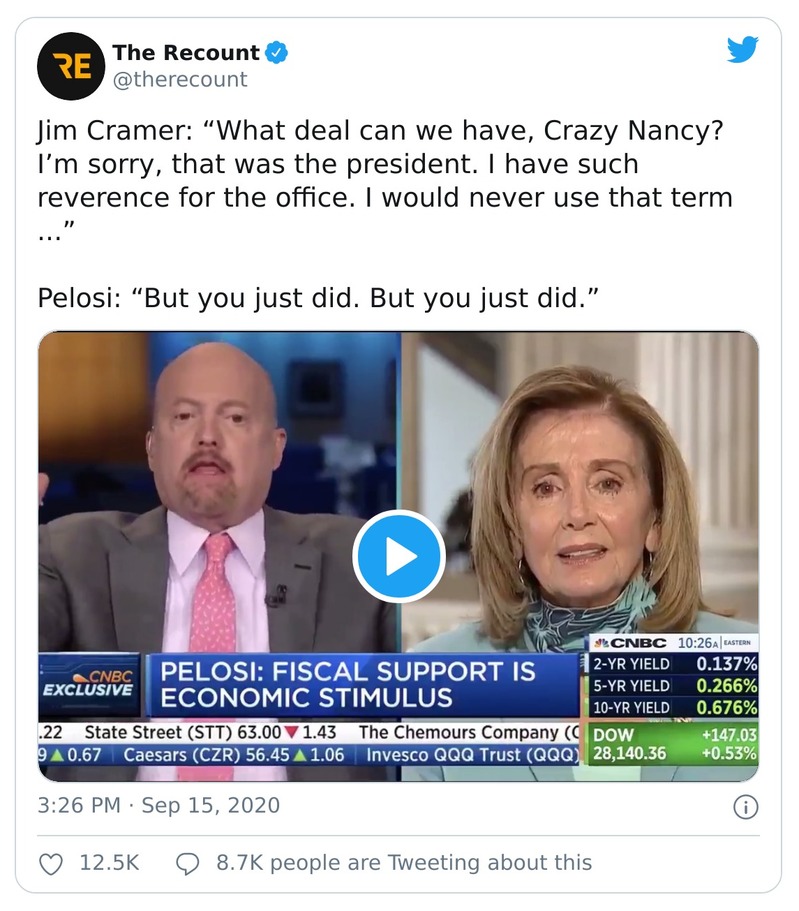 RE
The Recount
@therecount
Jim Cramer: “What deal can we have, Crazy Nancy?
I’m sorry, that was the president. I have such
reverence for the office. I would never use that term
...”
Pelosi: “But you just did. But you just did.”
CNBC 10:26A EASTERN
2-YR YIELD 0.137%
5-YR YIELD 0.266%
10-YR YIELD 0.676%
CNBC
EXCLUSIVE
PELOSI: FISCAL SUPPORT IS
ECONOMIC STIMULUS
.22 State Street (STT) 63.00▼1.43 The Chemours Company (C
9▲0.67 Caesars (CZR) 56.45▲1.06 Invesco QQQ Trust (QQQ)
DOW +147.03
28,140.36 +0.53%
3:26 PM · Sep 15, 2020
12.5K 8.7K people are Tweeting about this